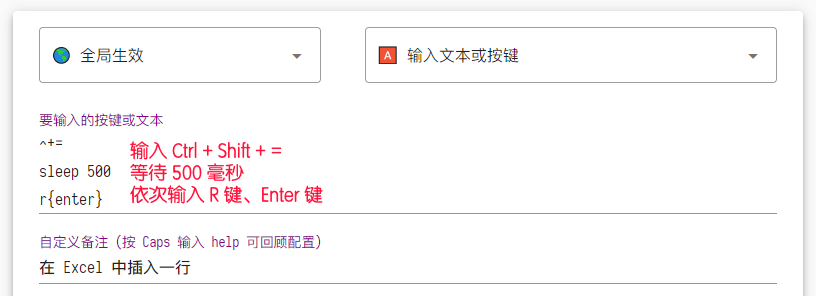 全局生效
A 输入文本或按键
要输入的按键或文本
^+=
sleep 500
r{enter}
输入 Ctrl + Shift + =
等待 500 毫秒
依次输入 R 键、Enter 键
自定义备注 (按 Caps 输入 help 可回顾配置)
在 Excel 中插入一行